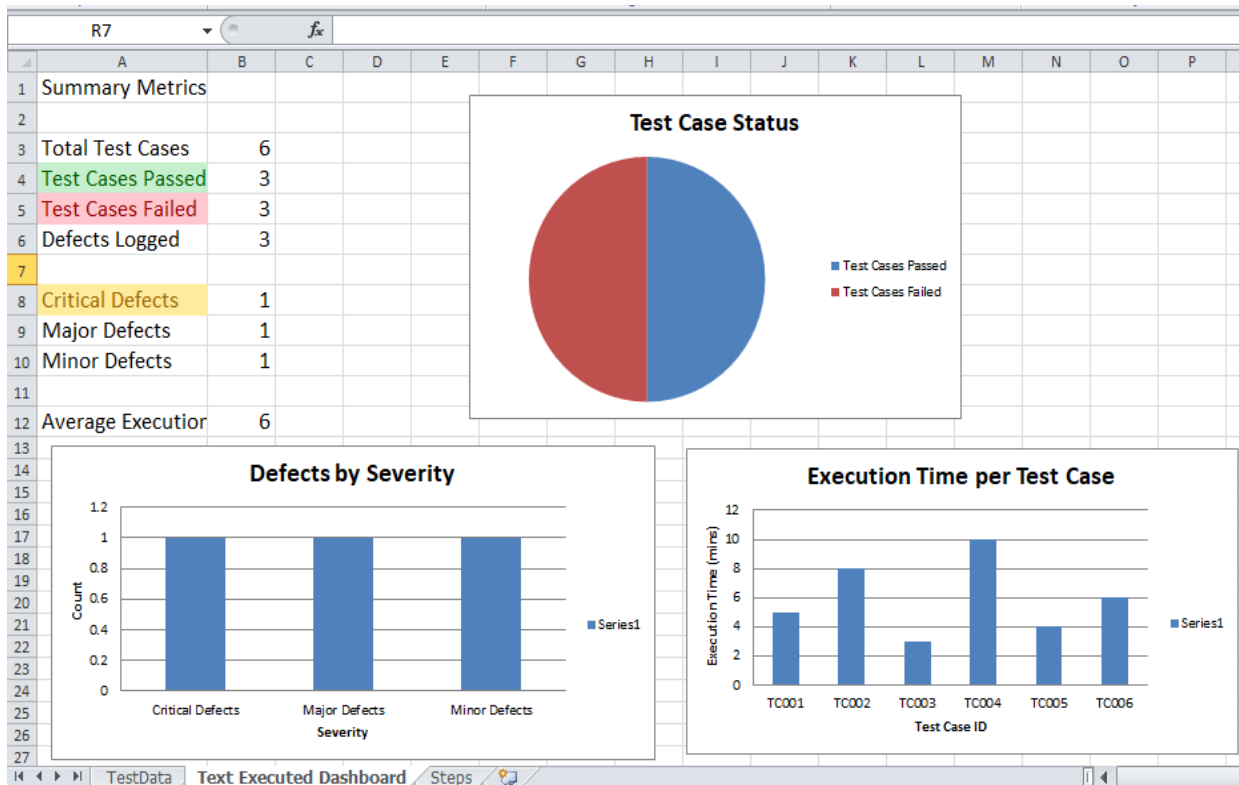 R7
fx
A B C D E F G H I J K L M N O P
1 Summary Metrics
2
3 Total Test Cases 6
4 Test Cases Passed 3
5 Test Cases Failed 3
6 Defects Logged 3
7
8 Critical Defects 1
9 Major Defects 1
10 Minor Defects 1
11
12 Average Execution 6
13
14
15
16
17
18
19
20
21
22
23
24
25
26
27
Test Case Status
Test Cases Passed
Test Cases Failed
Defects by Severity
1.2
1
0.8
0.6
0.4
0.2
0
Count
Critical Defects Major Defects Minor Defects
Severity
Series1
Execution Time per Test Case
12
10
8
6
4
2
0
Execution Time (mins)
TC001 TC002 TC003 TC004 TC005 TC006
Test Case ID
Series1
TestData Text Executed Dashboard Steps